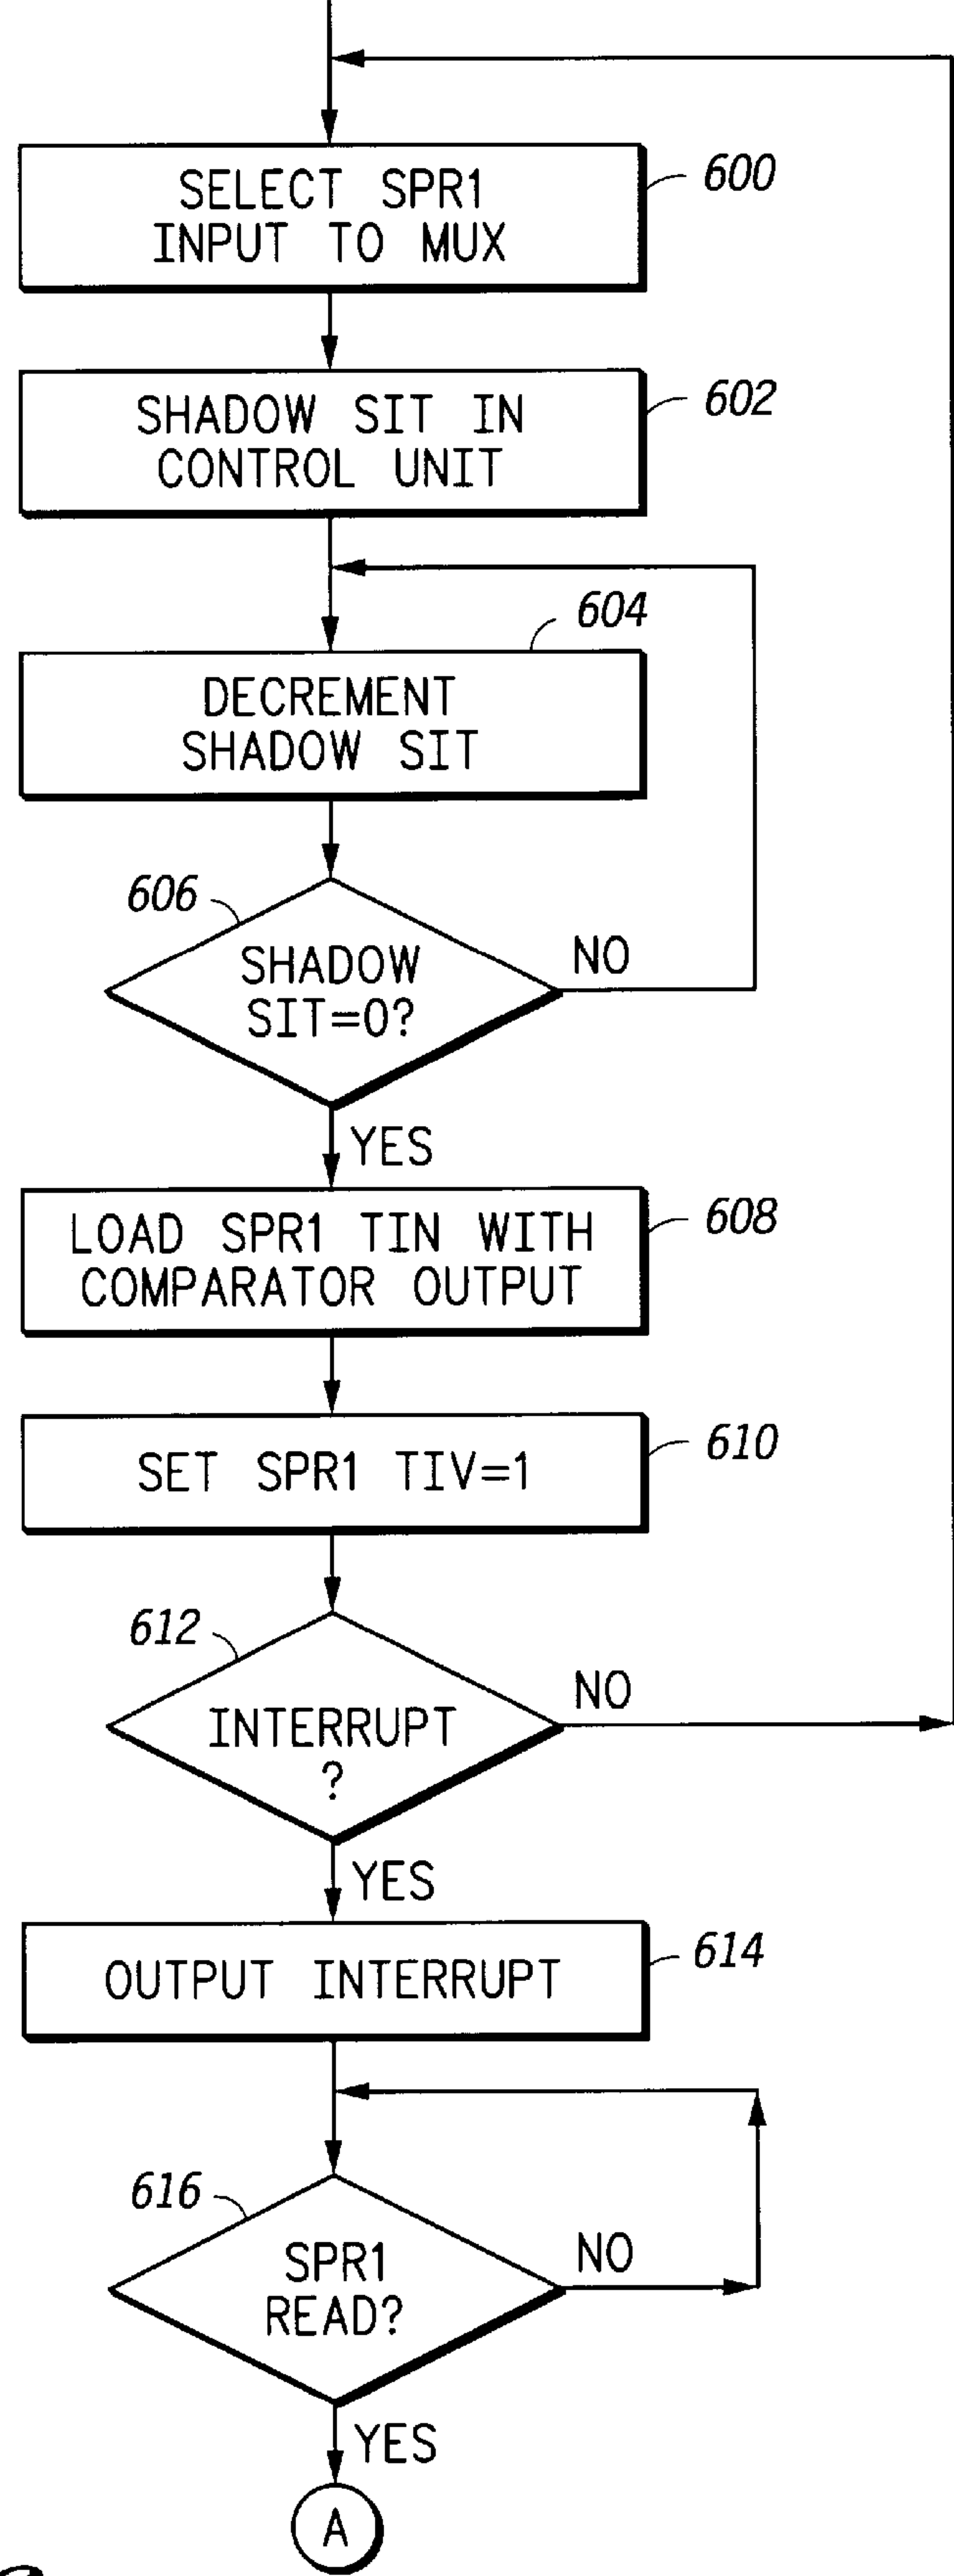 SELECT SPR1
INPUT TO MUX
600
SHADOW SIT IN
CONTROL UNIT
602
604
DECREMENT
SHADOW SIT
606
SHADOW
SIT=0?
NO
YES
LOAD SPR1 TIN WITH
COMPARATOR OUTPUT
608
SET SPR1 TIV=1
610
612
INTERRUPT
?
NO
YES
OUTPUT INTERRUPT
614
616
SPR1
READ?
NO
YES
A